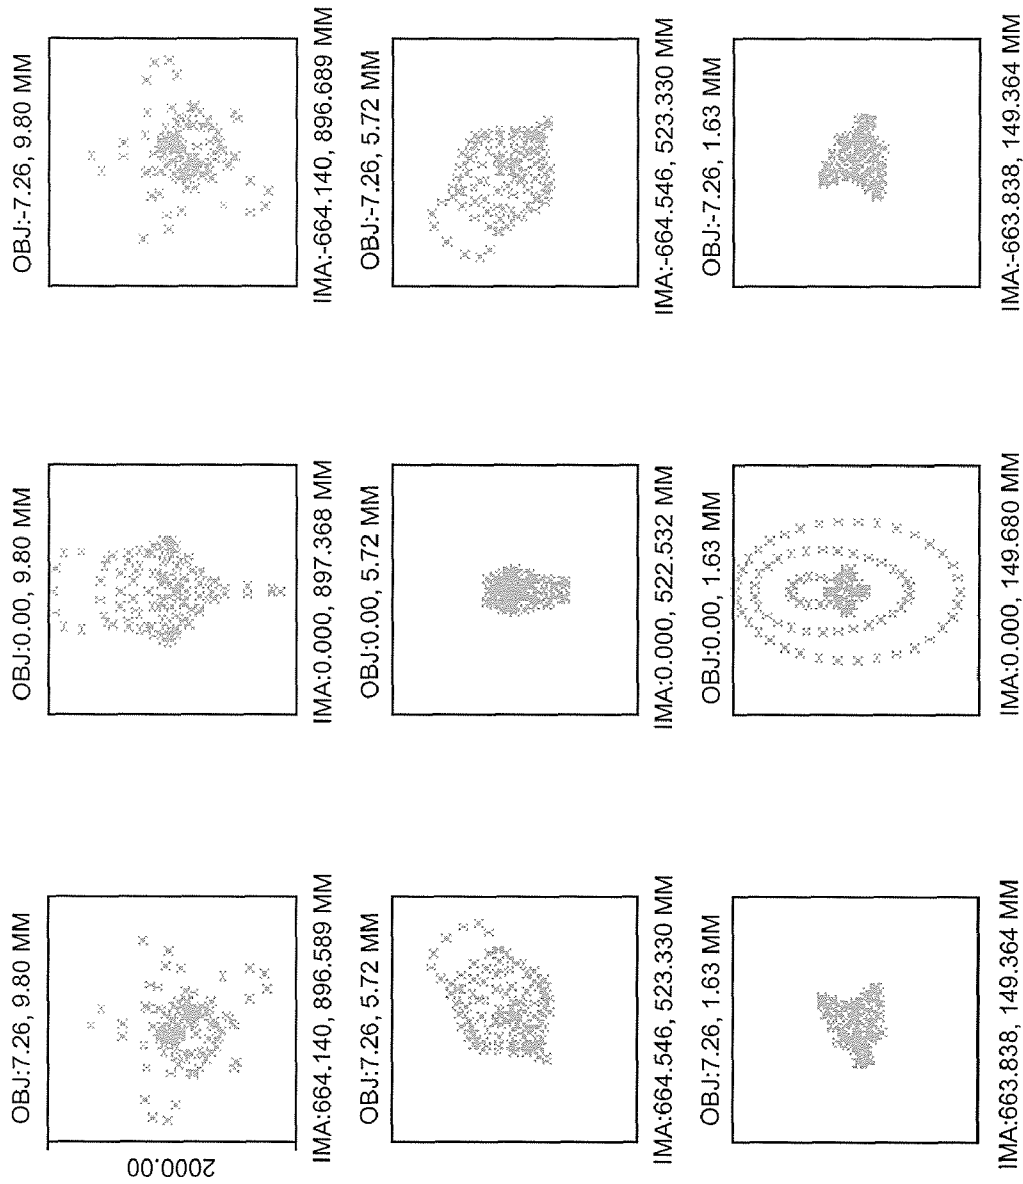 OBJ:7.26, 9.80 MM
OBJ:0.00, 9.80 MM
OBJ:-7.26, 9.80 MM
2000.00
IMA:664.140, 896.589 MM
IMA:0.000, 897.368 MM
IMA:-664.140, 896.689 MM
OBJ:7.26, 5.72 MM
OBJ:0.00, 5.72 MM
OBJ:-7.26, 5.72 MM
IMA:664.546, 523.330 MM
IMA:0.000, 522.532 MM
IMA:-664.546, 523.330 MM
OBJ:7.26, 1.63 MM
OBJ:0.00, 1.63 MM
OBJ:-7.26, 1.63 MM
IMA:663.838, 149.364 MM
IMA:0.000, 149.680 MM
IMA:-663.838, 149.364 MM